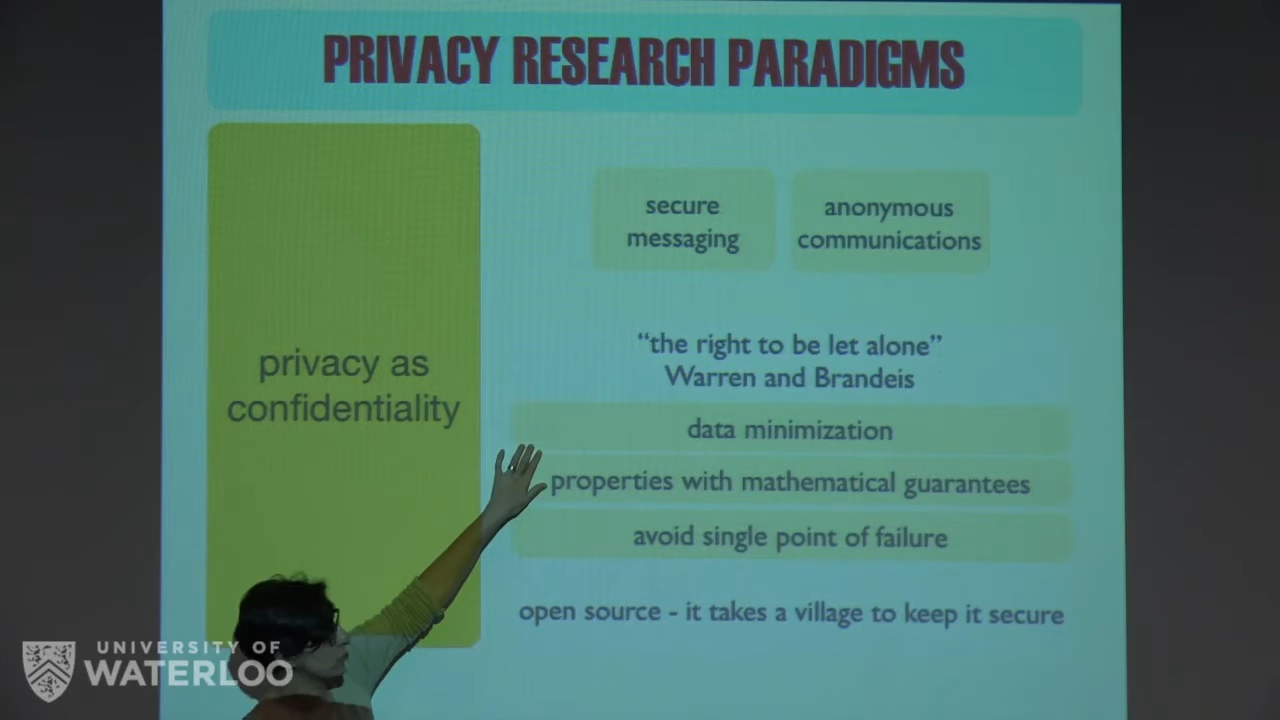 PRIVACY RESEARCH PARADIGMS
secure
messaging
anonymous
communications
privacy as
confidentiality
“the right to be let alone”
Warren and Brandeis
data minimization
properties with mathematical guarantees
avoid single point of failure
open source - it takes a village to keep it secure
UNIVERSITY OF
WATERLOO